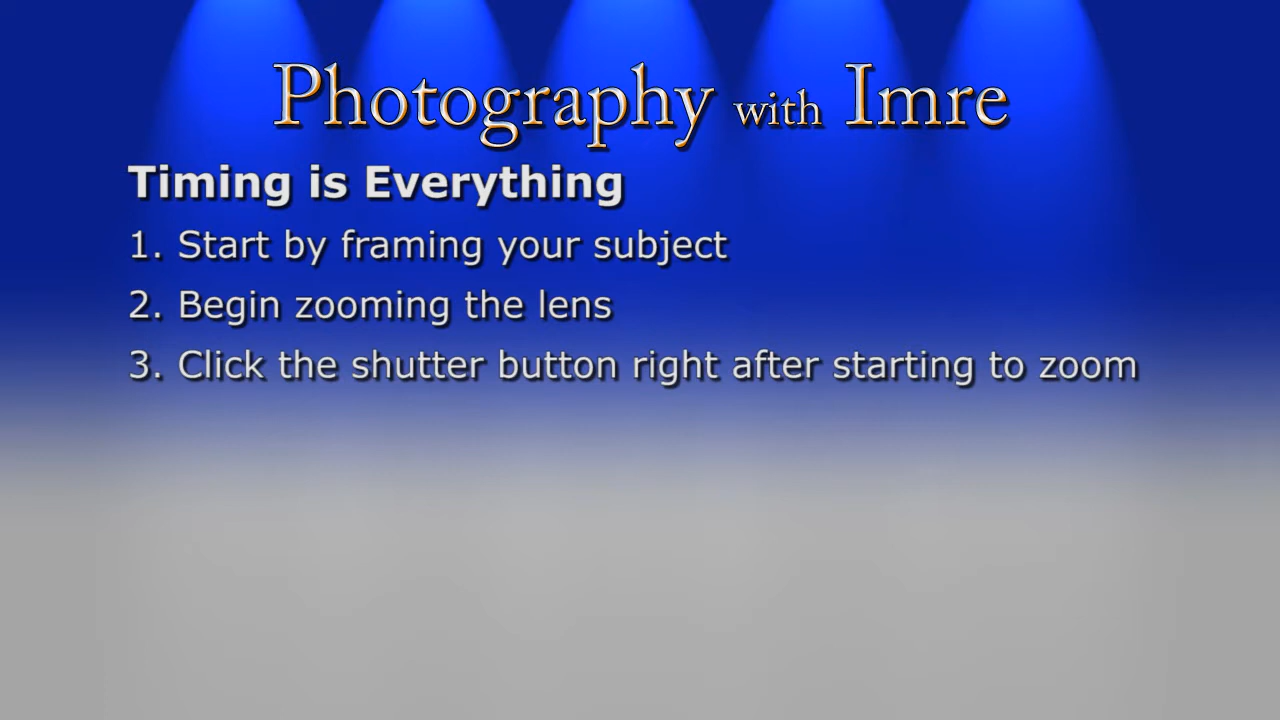 Photography with Imre
Timing is Everything
1. Start by framing your subject
2. Begin zooming the lens
3. Click the shutter button right after starting to zoom